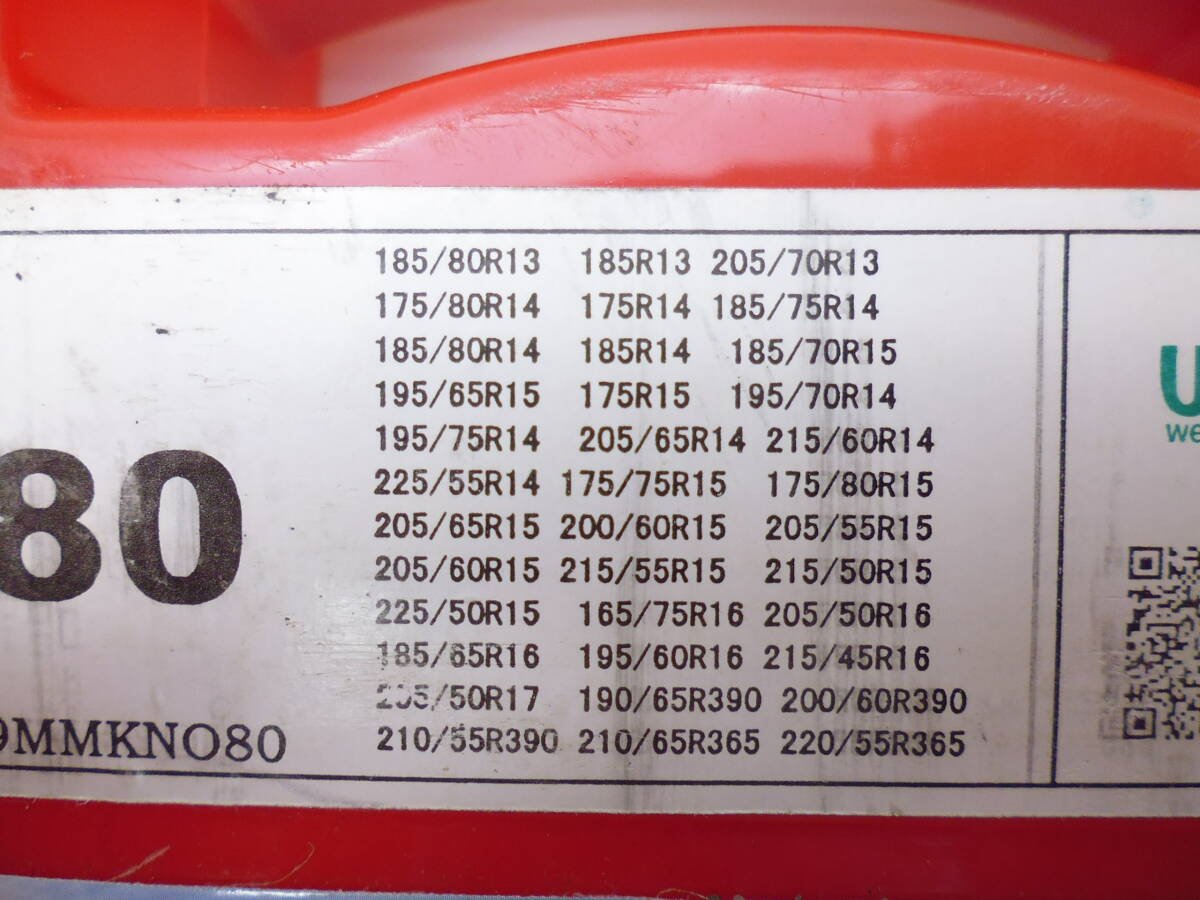 185/80R13 185R13 205/70R13
175/80R14 175R14 185/75R14
185/80R14 185R14 185/70R15
195/65R15 175R15 195/70R14
195/75R14 205/65R14 215/60R14
225/55R14 175/75R15 175/80R15
205/65R15 200/60R15 205/55R15
205/60R15 215/55R15 215/50R15
225/50R15 165/75R16 205/50R16
185/65R16 195/60R16 215/45R16
/50R17 190/65R390 200/60R390
210/55R390 210/65R365 220/55R365
80
9MMKNO80
U
we